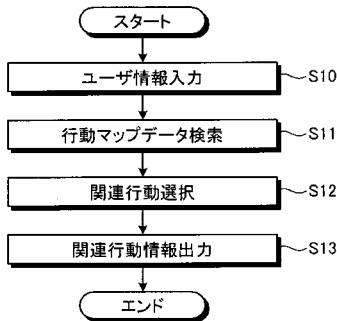 スタート
ユーザ情報入力 S10
行動マップデータ検索 S11
関連行動選択 S12
関連行動情報出力 S13
エンド